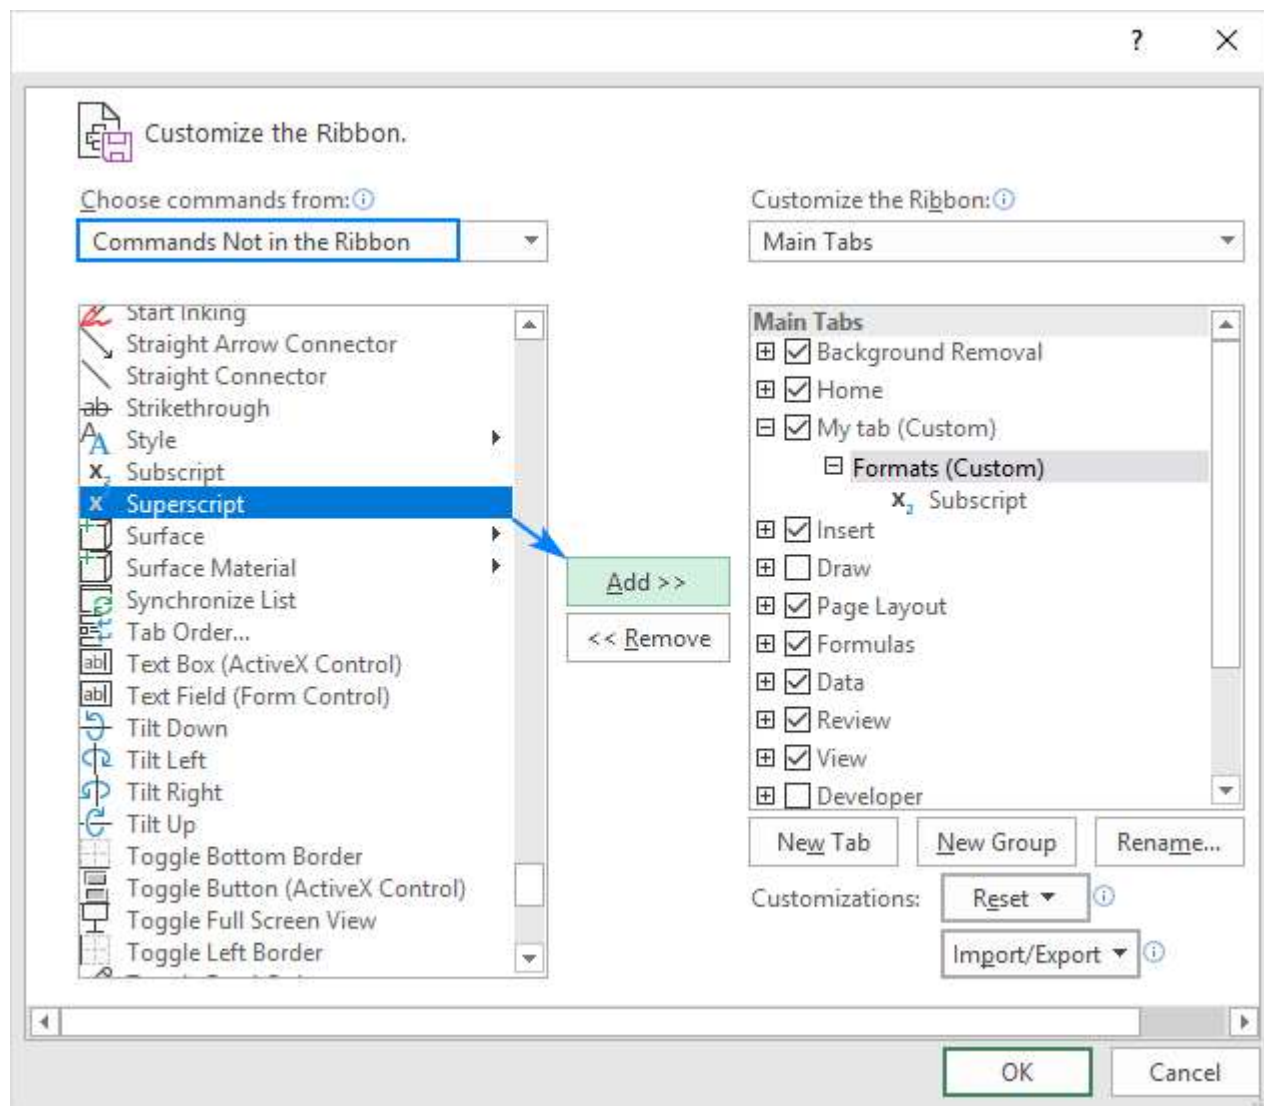 ?
Customize the Ribbon.
Choose commands from:
Commands Not in the Ribbon
Start Inking
Straight Arrow Connector
Straight Connector
ab Strikethrough
Style
X2 Subscript
X Superscript
Surface
Surface Material
Synchronize List
Tab Order...
abl Text Box (ActiveX Control)
abl Text Field (Form Control)
Tilt Down
Tilt Left
Tilt Right
Tilt Up
Toggle Bottom Border
Toggle Button (ActiveX Control)
Toggle Full Screen View
Toggle Left Border
Add >>
<< Remove
Customize the Ribbon:
Main Tabs
Main Tabs
Background Removal
Home
My tab (Custom)
Formats (Custom)
X2 Subscript
Insert
Draw
Page Layout
Formulas
Data
Review
View
Developer
New Tab New Group Rename...
Customizations: Reset
Import/Export
OK Cancel